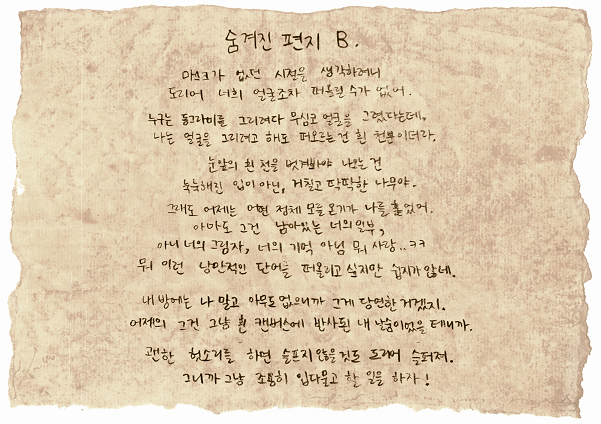 숨겨진 편지 B.
마스크가 없던 시절을 생각하려니
도리어 너희 얼굴조차 떠올릴 수가 없어.
누구는 동그라미를 그리려다 무심코 얼굴을 그렸다는데,
나는 얼굴을 그리려고 해도 떠오르는건 흰 천뿐이더라.
눈앞의 흰 천을 벗겨봐야 나오는 건
축축해진 입이 아닌, 거칠고 딱딱한 나무야.
그래도 어제는 어떤 정체 모를 온기가 나를 훑었어.
아마도 그건 남아있는 너의 일부,
아니 너의 그림자, 너의 기억 아님 뭐 사랑..ㅋㅋ
뭐 이런 낭만적인 단어를 떠올리고 싶지만 쉽지가 않네.
내 방에는 나 말고 아무도 없으니까 그게 당연한 거겠지.
어제의 그건 그냥 흰 캔버스에 반사된 내 날숨이었을 테니까.
괜한 헛소리를 하면 슬프지 않을 것도 도리어 슬퍼져.
그니까 그냥 조용히 입다물고 할 일을 하자!